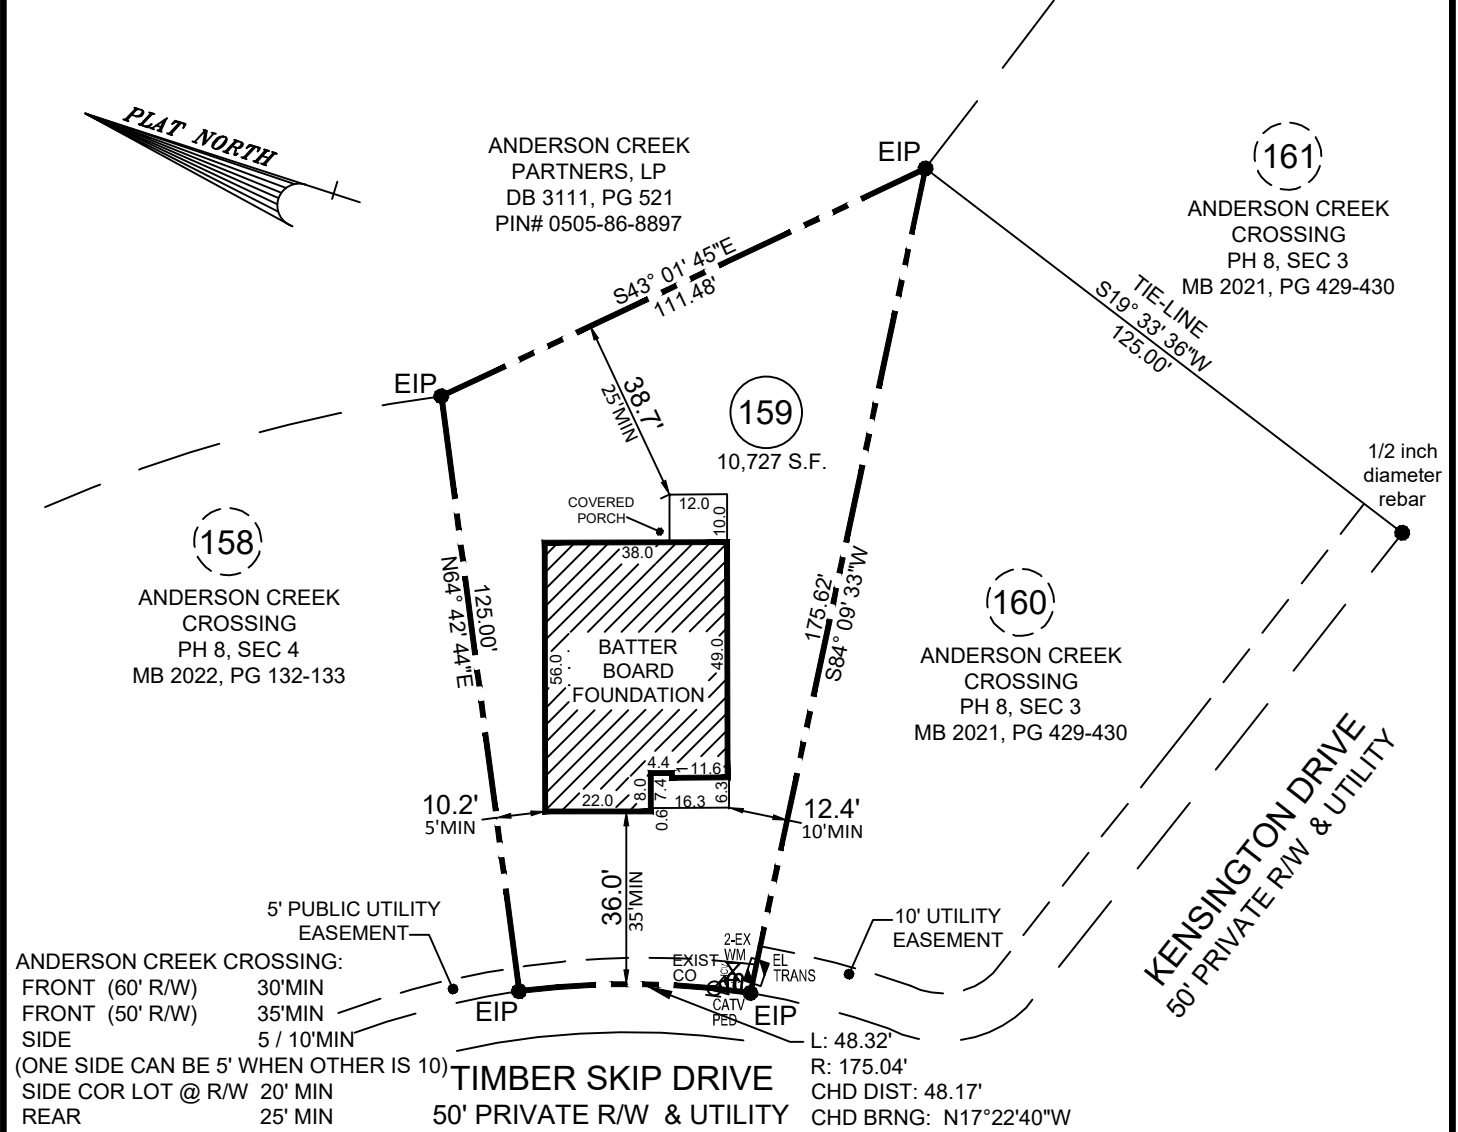 PLAT NORTH
ANDERSON CREEK
PARTNERS, LP
DB 3111, PG 521
PIN# 0505-86-8897
EIP
161
ANDERSON CREEK
CROSSING
PH 8, SEC 3
MB 2021, PG 429-430
S43° 01' 45"E
111.48'
TIE-LINE
S19° 33' 36"W
125.00'
EIP
38.7'
25'MIN
159
10,727 S.F.
1/2 inch
diameter
rebar
COVERED
PORCH
12.0
10.0
38.0
158
ANDERSON CREEK
CROSSING
PH 8, SEC 4
MB 2022, PG 132-133
125.00'
N64° 42' 44"E
56.0
BATTER
BOARD
FOUNDATION
49.0
175.62'
S84° 09' 33"W
160
ANDERSON CREEK
CROSSING
PH 8, SEC 3
MB 2021, PG 429-430
4.4
1
11.6
8.0
7.4
6.3
22.0
16.3
0.6
10.2'
5'MIN
12.4'
10'MIN
36.0'
35'MIN
KENSINGTON DRIVE
50' PRIVATE R/W & UTILITY
5' PUBLIC UTILITY
EASEMENT
10' UTILITY
EASEMENT
2-EX
WM
EXIST
CO
EL
TRANS
CATV
PED
EIP
EIP
ANDERSON CREEK CROSSING:
FRONT (60' R/W) 30'MIN
FRONT (50' R/W) 35'MIN
SIDE 5 / 10'MIN
(ONE SIDE CAN BE 5' WHEN OTHER IS 10)
SIDE COR LOT @ R/W 20' MIN
REAR 25' MIN
TIMBER SKIP DRIVE
50' PRIVATE R/W & UTILITY
L: 48.32'
R: 175.04'
CHD DIST: 48.17'
CHD BRNG: N17°22'40"W